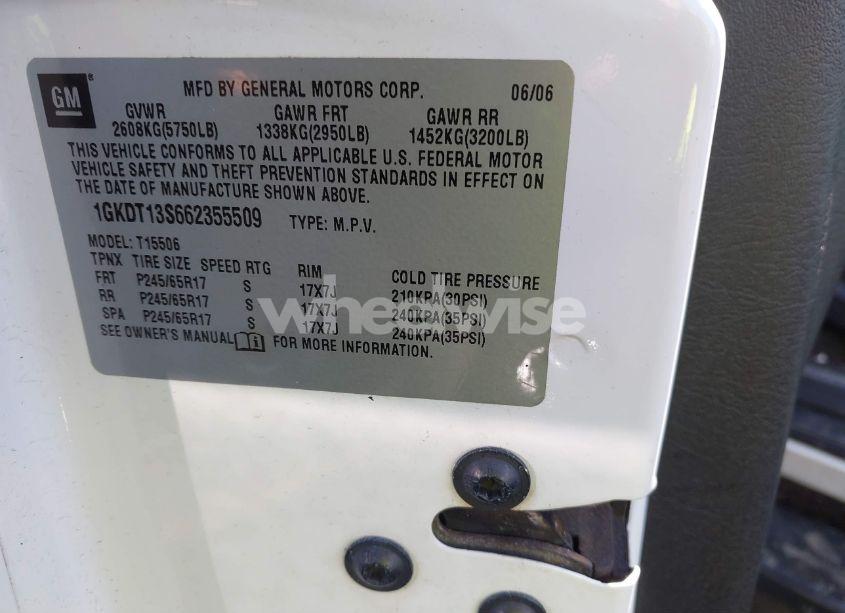 GM
®
MFD BY GENERAL MOTORS CORP. 06/06
GVWR GAWR FRT GAWR RR
2608KG(5750LB) 1338KG(2950LB) 1452KG(3200LB)
THIS VEHICLE CONFORMS TO ALL APPLICABLE U.S. FEDERAL MOTOR
VEHICLE SAFETY AND THEFT PREVENTION STANDARDS IN EFFECT ON
THE DATE OF MANUFACTURE SHOWN ABOVE.
1GKDT13S662355509 TYPE: M.P.V.
MODEL: T15506
TPNX TIRE SIZE SPEED RTG RIM COLD TIRE PRESSURE
FRT P245/65R17 S 17X7J 210KPA(30PSI)
RR P245/65R17 S 17X7J 240KPA(35PSI)
SPA P245/65R17 S 17X7J 240KPA(35PSI)
SEE OWNER'S MANUAL FOR MORE INFORMATION.
wheelwise